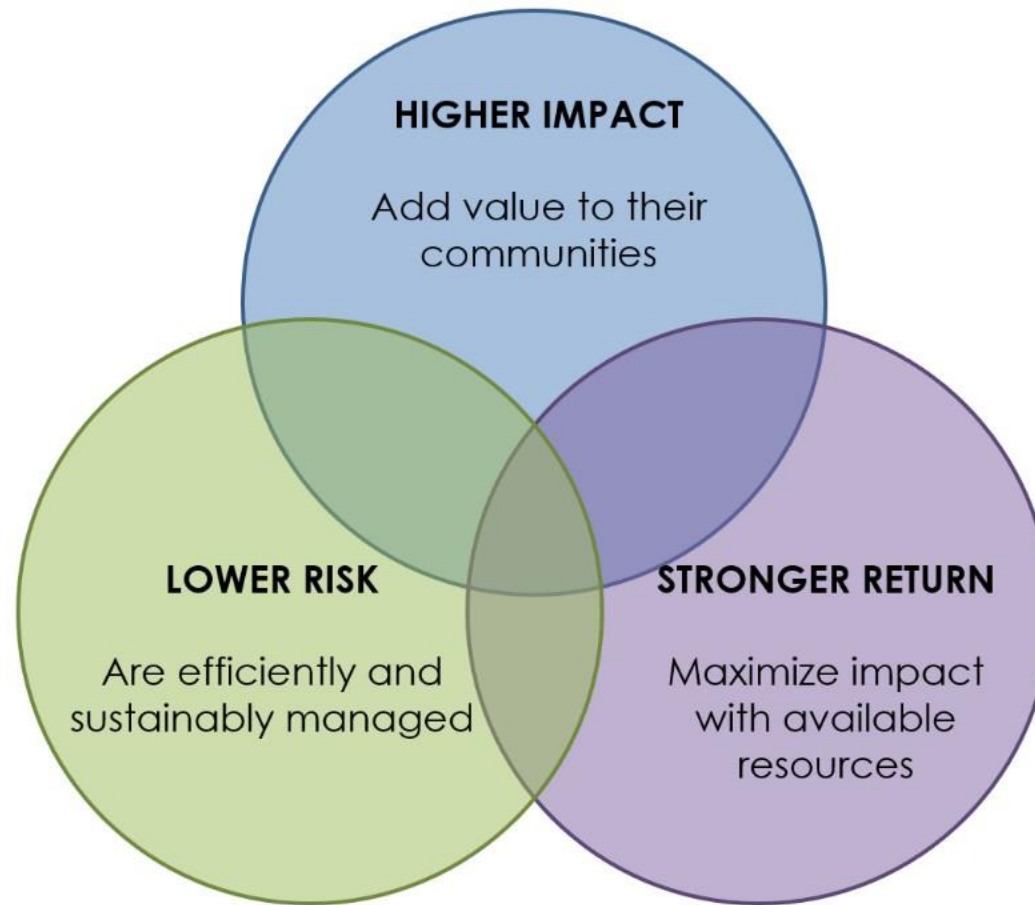 HIGHER IMPACT
Add value to their
communities
LOWER RISK
Are efficiently and
sustainably managed
STRONGER RETURN
Maximize impact
with available
resources